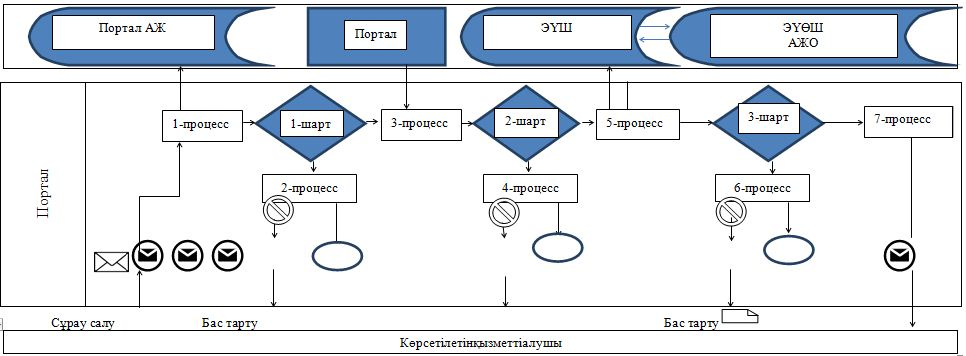 Портал АЖ
Портал
ЭҮШ
ЭҮӨШ
АЖО
1-процесс
1-шарт
3-процесс
2-шарт
5-процесс
3-шарт
7-процесс
Портал
2-процесс
4-процесс
6-процесс
Сұрау салу
Бас тарту
Бас тарту
Көрсетілетінқызметтіалушы